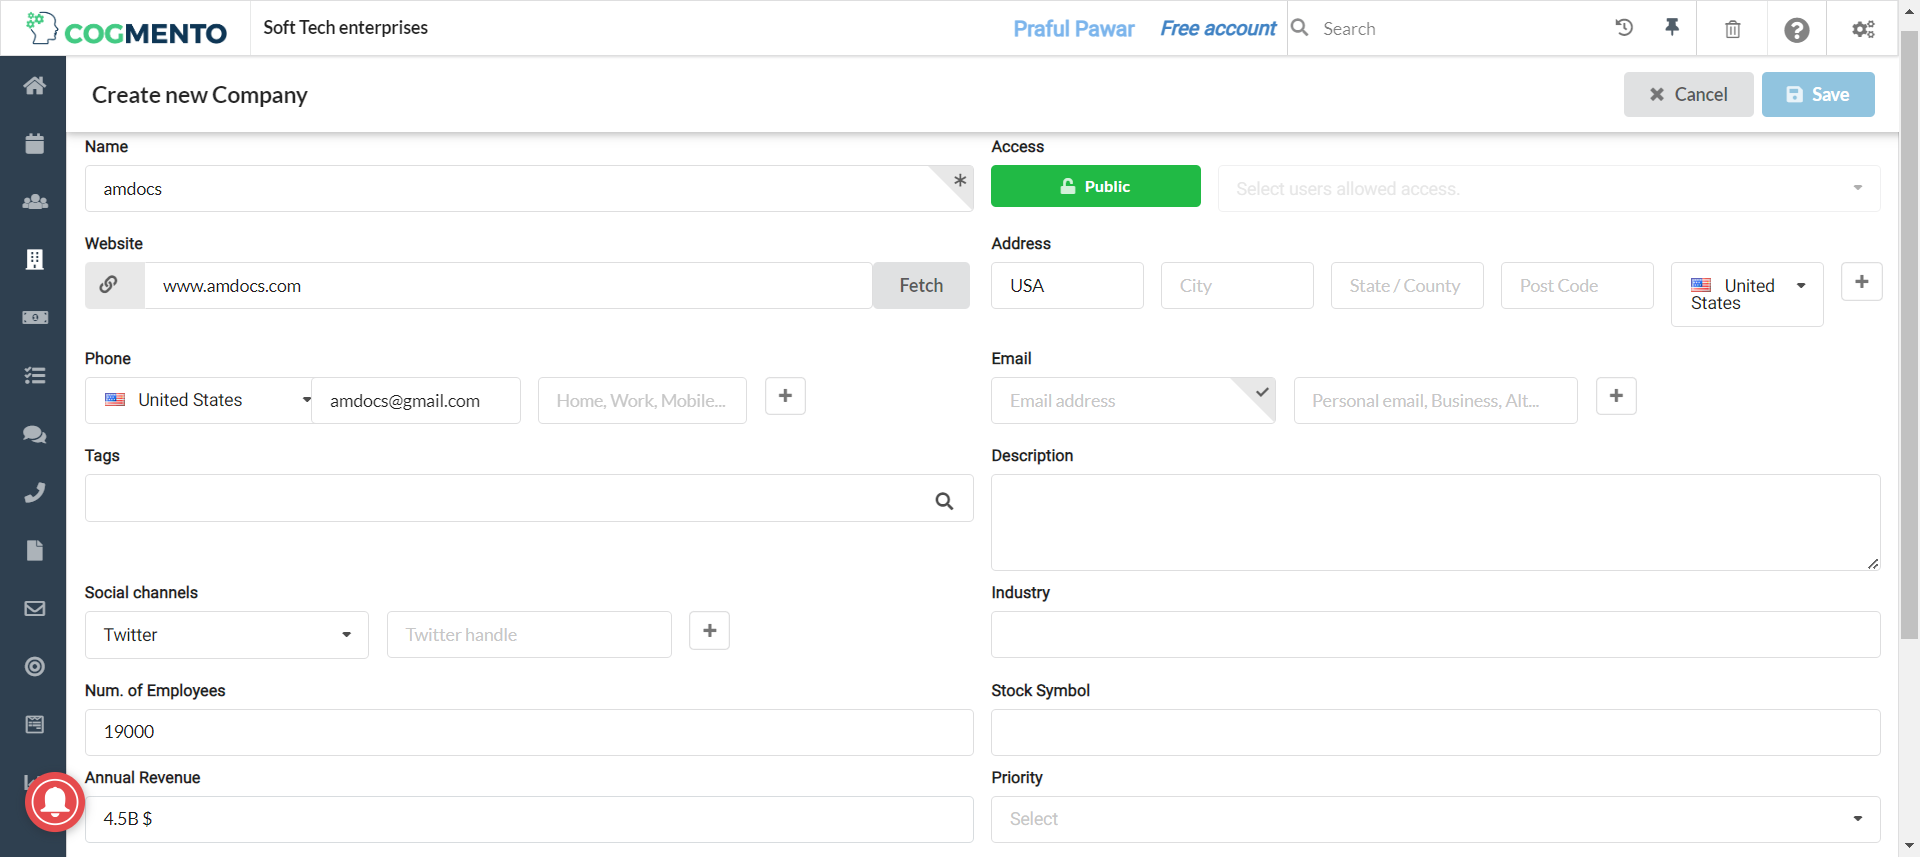 COGMENTO
Soft Tech enterprises
Praful Pawar
Free account
Search
Create new Company
Cancel
Save
Name
amdocs
Access
Public
Select users allowed access.
Website
www.amdocs.com
Fetch
Address
USA
City
State / County
Post Code
United
States
Phone
United States
amdocs@gmail.com
Home, Work, Mobile...
Email
Email address
Personal email, Business, Alt...
Tags
Description
Social channels
Twitter
Twitter handle
Industry
Num. of Employees
19000
Stock Symbol
Annual Revenue
4.5B $
Priority
Select